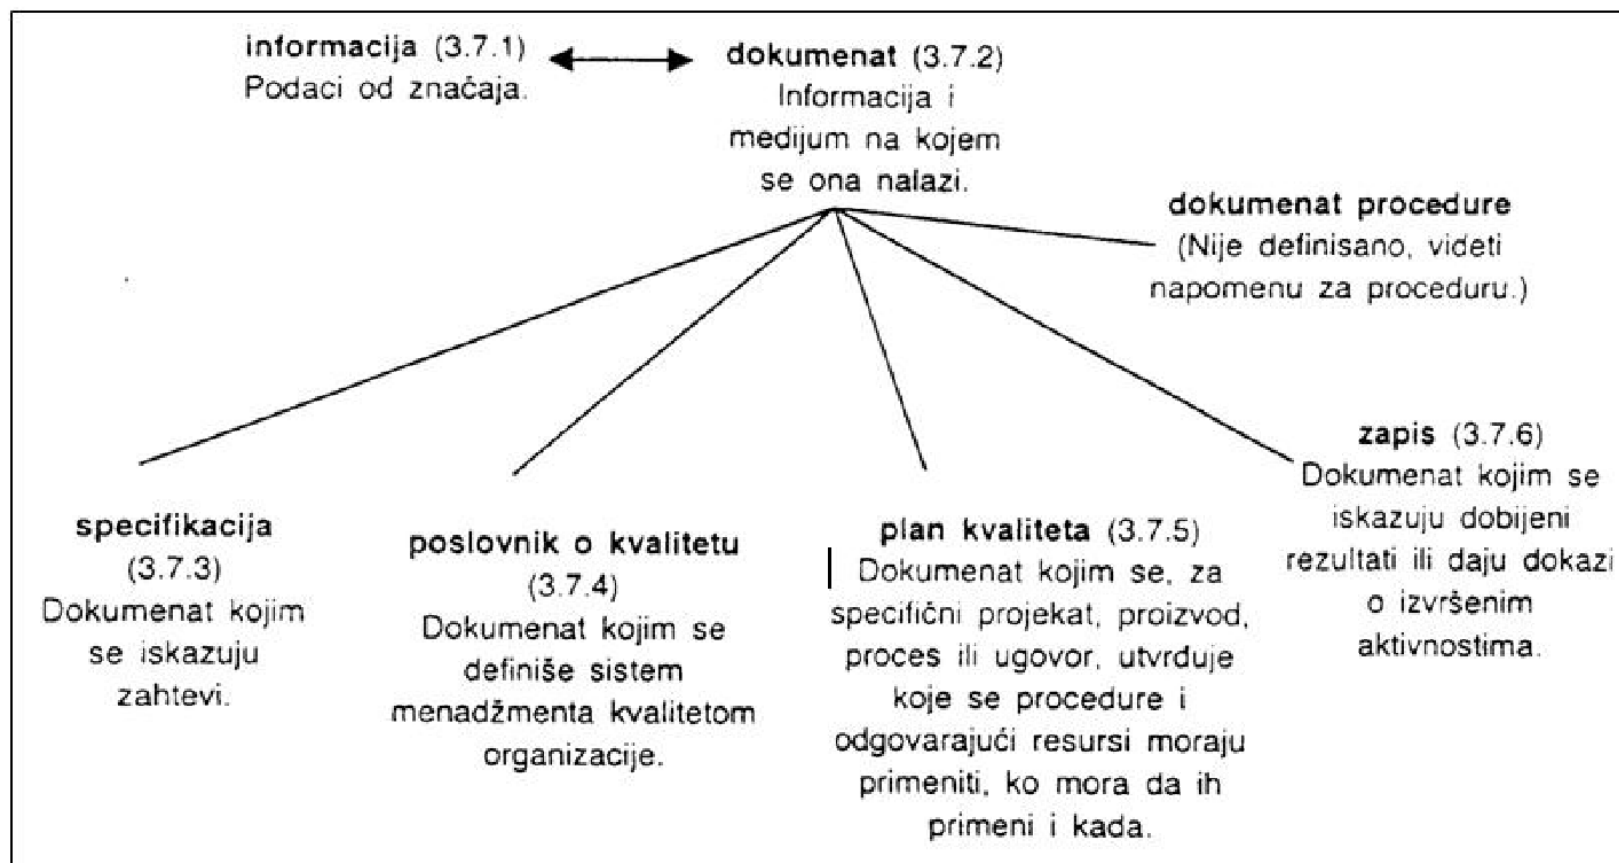 informacija (3.7.1)
Podaci od značaja.
dokumenat (3.7.2)
Informacija i
medijum na kojem
se ona nalazi.
dokumenat procedure
(Nije definisano, videti
napomenu za proceduru.)
specifikacija
(3.7.3)
Dokumenat kojim
se iskazuju
zahtevi.
poslovnik o kvalitetu
(3.7.4)
Dokumenat kojim se
definiše sistem
menadžmenta kvalitetom
organizacije.
plan kvaliteta (3.7.5)
Dokumenat kojim se, za
specifični projekat, proizvod,
proces ili ugovor, utvrduje
koje se procedure i
odgovarajući resursi moraju
primeniti, ko mora da ih
primeni i kada.
zapis (3.7.6)
Dokumenat kojim se
iskazuju dobijeni
rezultati ili daju dokazi
o izvršenim
aktivnostima.